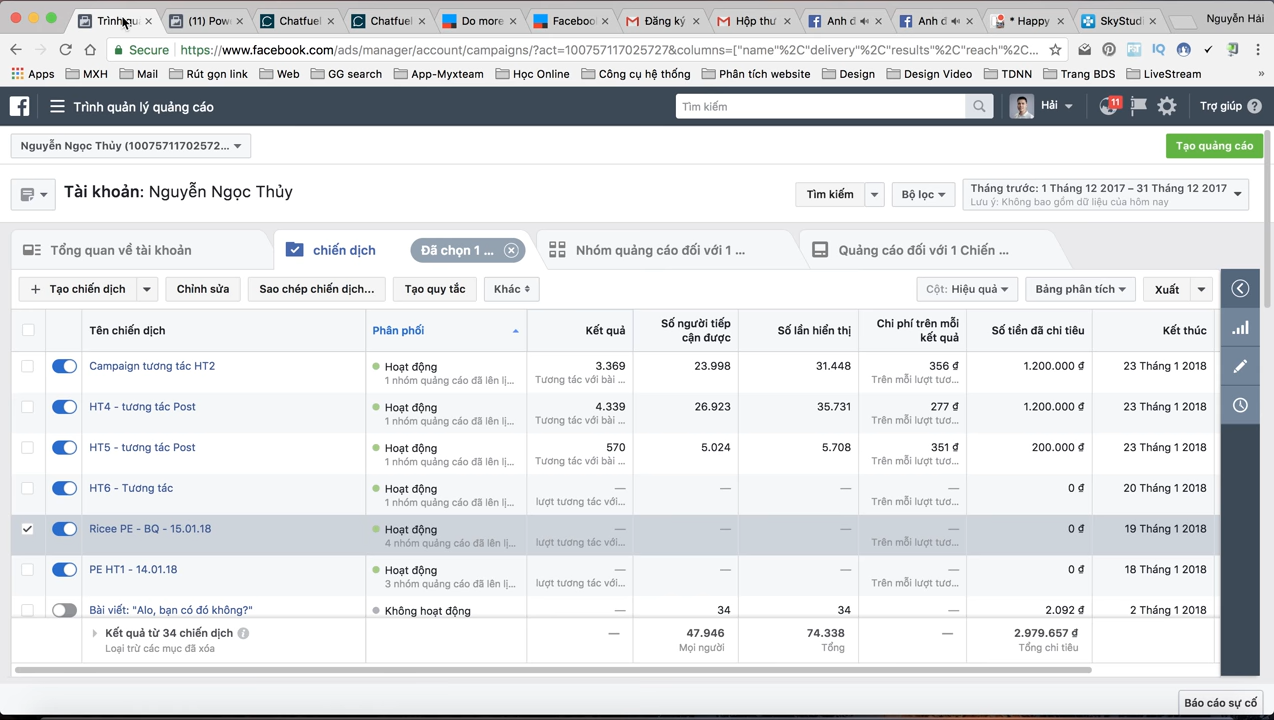 Trình qu
(11) Pow
Chatfuel
Chatfuel
Do more
Faceboo
Đăng ký
Hộp thư
Anh d
Anh d
* Happy
SkyStudi
Nguyễn Hải
Secure
https://www.facebook.com/ads/manager/account/campaigns/?act=100757117025727&columns=["name"%2C"delivery"%2C"results"%2C"reach"%2C...
Apps
MXH
Mail
Rút gọn link
Web
GG search
App-Myxteam
Học Online
Công cụ hệ thống
Phân tích website
Design
Design Video
TDNN
Trang BDS
LiveStream
»
Trình quản lý quảng cáo
Tìm kiếm
Hải
11
Trợ giúp
Nguyễn Ngọc Thủy (10075711702572...
Tạo quảng cáo
Tài khoản: Nguyễn Ngọc Thủy
Tìm kiếm
Bộ lọc
Tháng trước: 1 Tháng 12 2017 – 31 Tháng 12 2017
Lưu ý: Không bao gồm dữ liệu của hôm nay
Tổng quan về tài khoản
chiến dịch
Đã chọn 1 ...
Nhóm quảng cáo đối với 1 ...
Quảng cáo đối với 1 Chiến ...
+ Tạo chiến dịch
Chỉnh sửa
Sao chép chiến dịch...
Tạo quy tắc
Khác
Cột: Hiệu quả
Bảng phân tích
Xuất
Tên chiến dịch
Phân phối
Kết quả
Số người tiếp
cận được
Số lần hiển thị
Chi phí trên mỗi
kết quả
Số tiền đã chi tiêu
Kết thúc
Campaign tương tác HT2
Hoạt động
3.369
23.998
31.448
356 ₫
1.200.000 ₫
23 Tháng 1 2018
1 nhóm quảng cáo đã lên lị...
Tương tác với bài ...
Trên mỗi lượt tươ...
HT4 - tương tác Post
Hoạt động
4.339
26.923
35.731
277 ₫
1.200.000 ₫
23 Tháng 1 2018
1 nhóm quảng cáo đã lên lị...
Tương tác với bài ...
Trên mỗi lượt tươ...
HT5 - tương tác Post
Hoạt động
570
5.024
5.708
351 ₫
200.000 ₫
23 Tháng 1 2018
1 nhóm quảng cáo đã lên lị...
Tương tác với bài ...
Trên mỗi lượt tươ...
HT6 - Tương tác
Hoạt động
—
—
—
—
0 ₫
20 Tháng 1 2018
1 nhóm quảng cáo đã lên lị...
lượt tương tác với...
Trên mỗi lượt tươ...
Ricee PE - BQ - 15.01.18
Hoạt động
—
—
—
—
0 ₫
19 Tháng 1 2018
4 nhóm quảng cáo đã lên lị...
lượt tương tác với...
Trên mỗi lượt tươ...
PE HT1 - 14.01.18
Hoạt động
—
—
—
—
0 ₫
18 Tháng 1 2018
3 nhóm quảng cáo đã lên lị...
lượt tương tác với...
Trên mỗi lượt tươ...
Bài viết: "Alo, bạn có đó không?"
Không hoạt động
—
34
34
—
2.092 ₫
2 Tháng 1 2018
Kết quả từ 34 chiến dịch
—
47.946
74.338
—
2.979.657 ₫
Loại trừ các mục đã xóa
Mọi người
Tổng
Tổng chi tiêu
Báo cáo sự cố